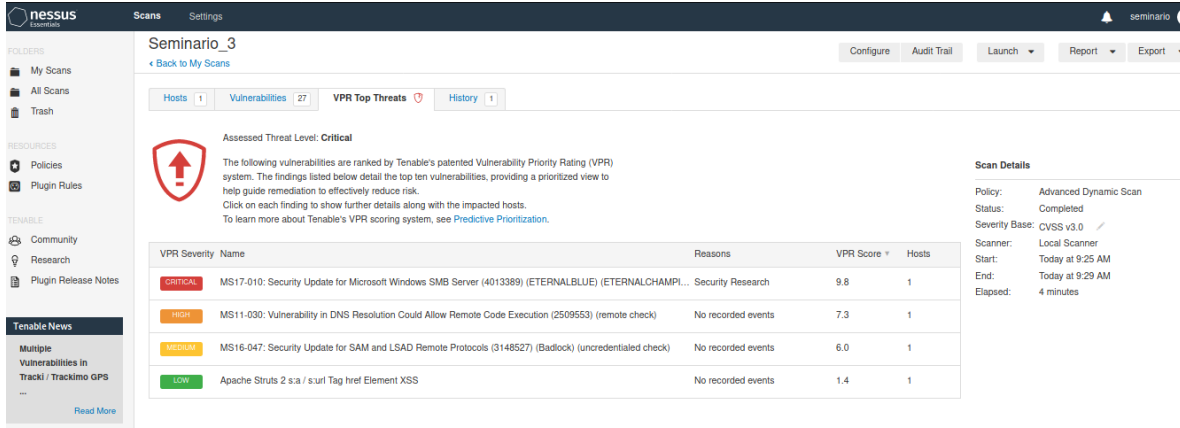 nessus
Essentials
Scans
Settings
seminario
FOLDERS
My Scans
All Scans
Trash
RESOURCES
Policies
Plugin Rules
TENABLE
Community
Research
Plugin Release Notes
Tenable News
Multiple
Vulnerabilities in
Tracki / Trackimo GPS
...
Read More
Seminario_3
Back to My Scans
Configure
Audit Trail
Launch
Report
Export
Hosts 1
Vulnerabilities 27
VPR Top Threats
History 1
Assessed Threat Level: Critical
The following vulnerabilities are ranked by Tenable's patented Vulnerability Priority Rating (VPR)
system. The findings listed below detail the top ten vulnerabilities, providing a prioritized view to
help guide remediation to effectively reduce risk.
Click on each finding to show further details along with the impacted hosts.
To learn more about Tenable's VPR scoring system, see Predictive Prioritization.
VPR Severity Name Reasons VPR Score Hosts
CRITICAL MS17-010: Security Update for Microsoft Windows SMB Server (4013389) (ETERNALBLUE) (ETERNALCHAMPI... Security Research 9.8 1
HIGH MS11-030: Vulnerability in DNS Resolution Could Allow Remote Code Execution (2509553) (remote check) No recorded events 7.3 1
MEDIUM MS16-047: Security Update for SAM and LSAD Remote Protocols (3148527) (Badlock) (uncredentialed check) No recorded events 6.0 1
LOW Apache Struts 2 s:a / s:url Tag href Element XSS No recorded events 1.4 1
Scan Details
Policy: Advanced Dynamic Scan
Status: Completed
Severity Base: CVSS v3.0
Scanner: Local Scanner
Start: Today at 9:25 AM
End: Today at 9:29 AM
Elapsed: 4 minutes